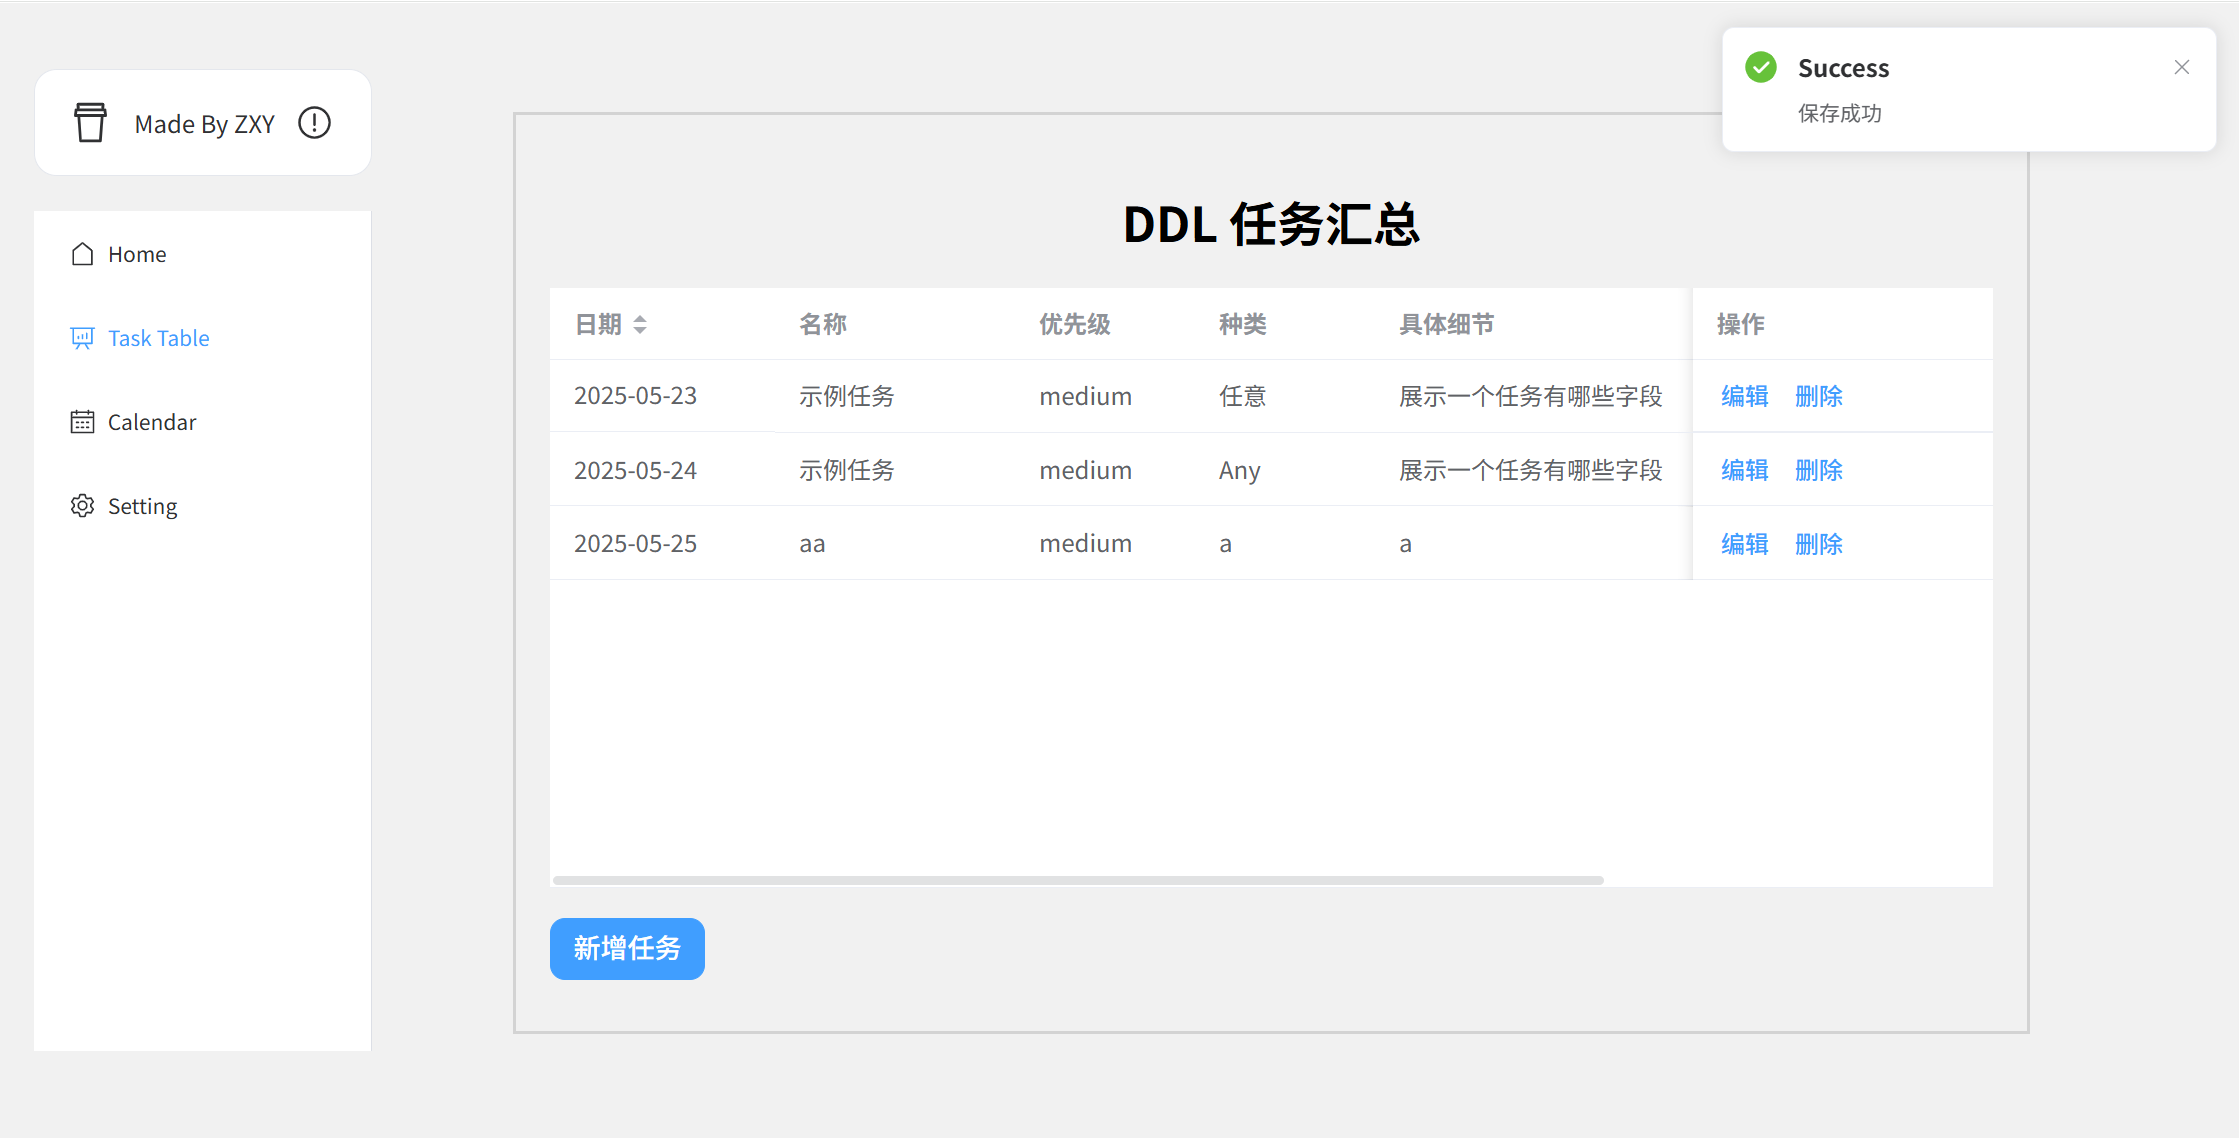 Made By ZXY
Home
Task Table
Calendar
Setting
Success
保存成功
DDL 任务汇总
日期 名称 优先级 种类 具体细节 操作
2025-05-23 示例任务 medium 任意 展示一个任务有哪些字段 编辑 删除
2025-05-24 示例任务 medium Any 展示一个任务有哪些字段 编辑 删除
2025-05-25 aa medium a a 编辑 删除
新增任务